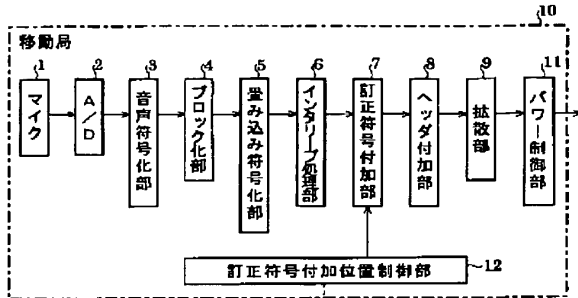 10
移動局
1
2
3
4
5
6
7
8
9
11
マイク
A/D
音声符号化部
ブロック化部
畳み込み符号化部
インタリーブ処理部
訂正符号付加部
ヘッダ付加部
拡散部
パワー制御部
訂正符号付加位置制御部
12